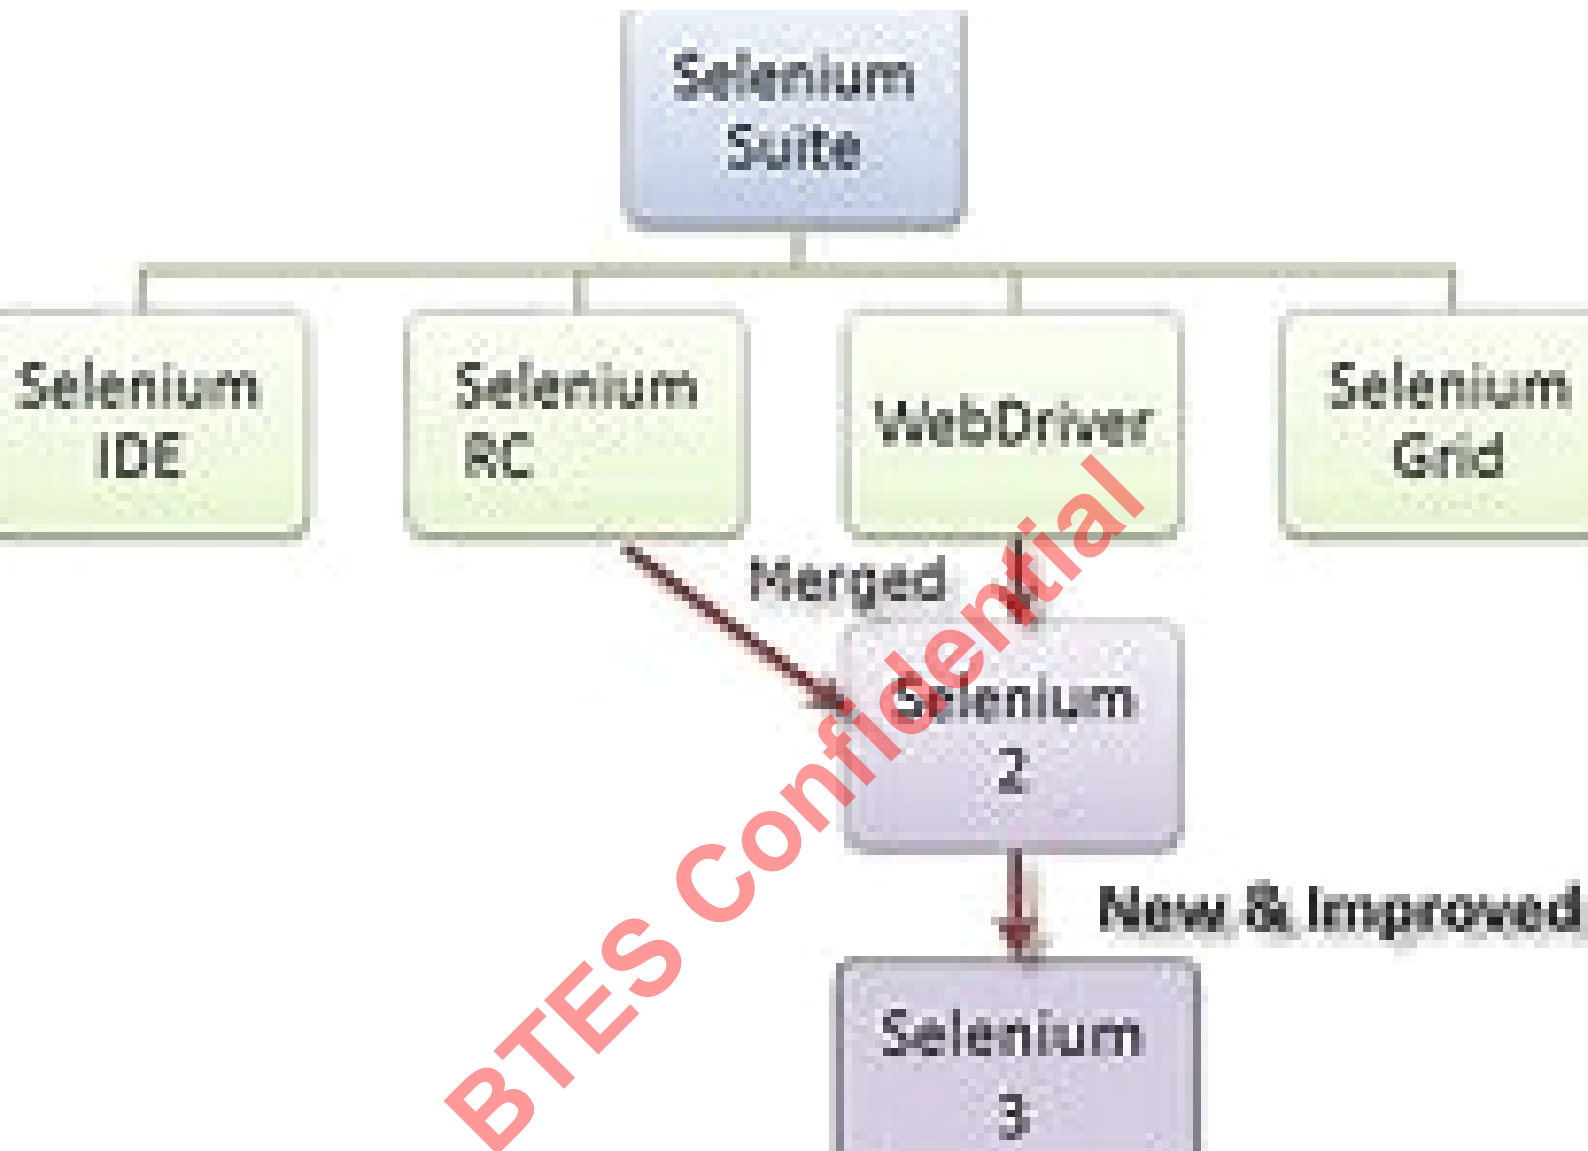 Selenium
Suite
Selenium
IDE
Selenium
RC
WebDriver
Selenium
Grid
Merged
Selenium
2
New & Improved
Selenium
3
BTES Confidential